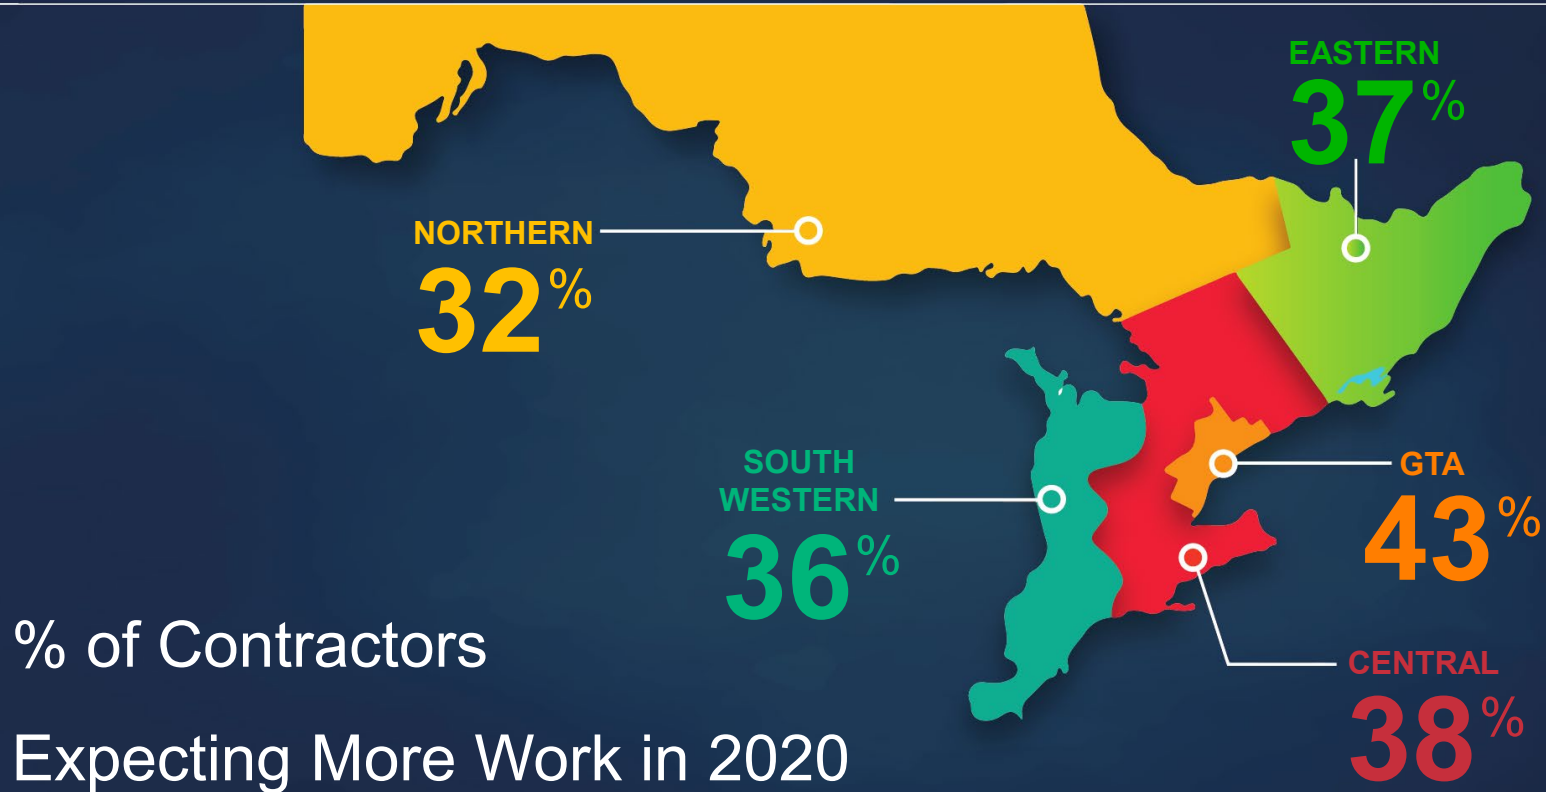 EASTERN
37%
NORTHERN
32%
SOUTH
WESTERN
36%
GTA
43%
CENTRAL
38%
% of Contractors
Expecting More Work in 2020